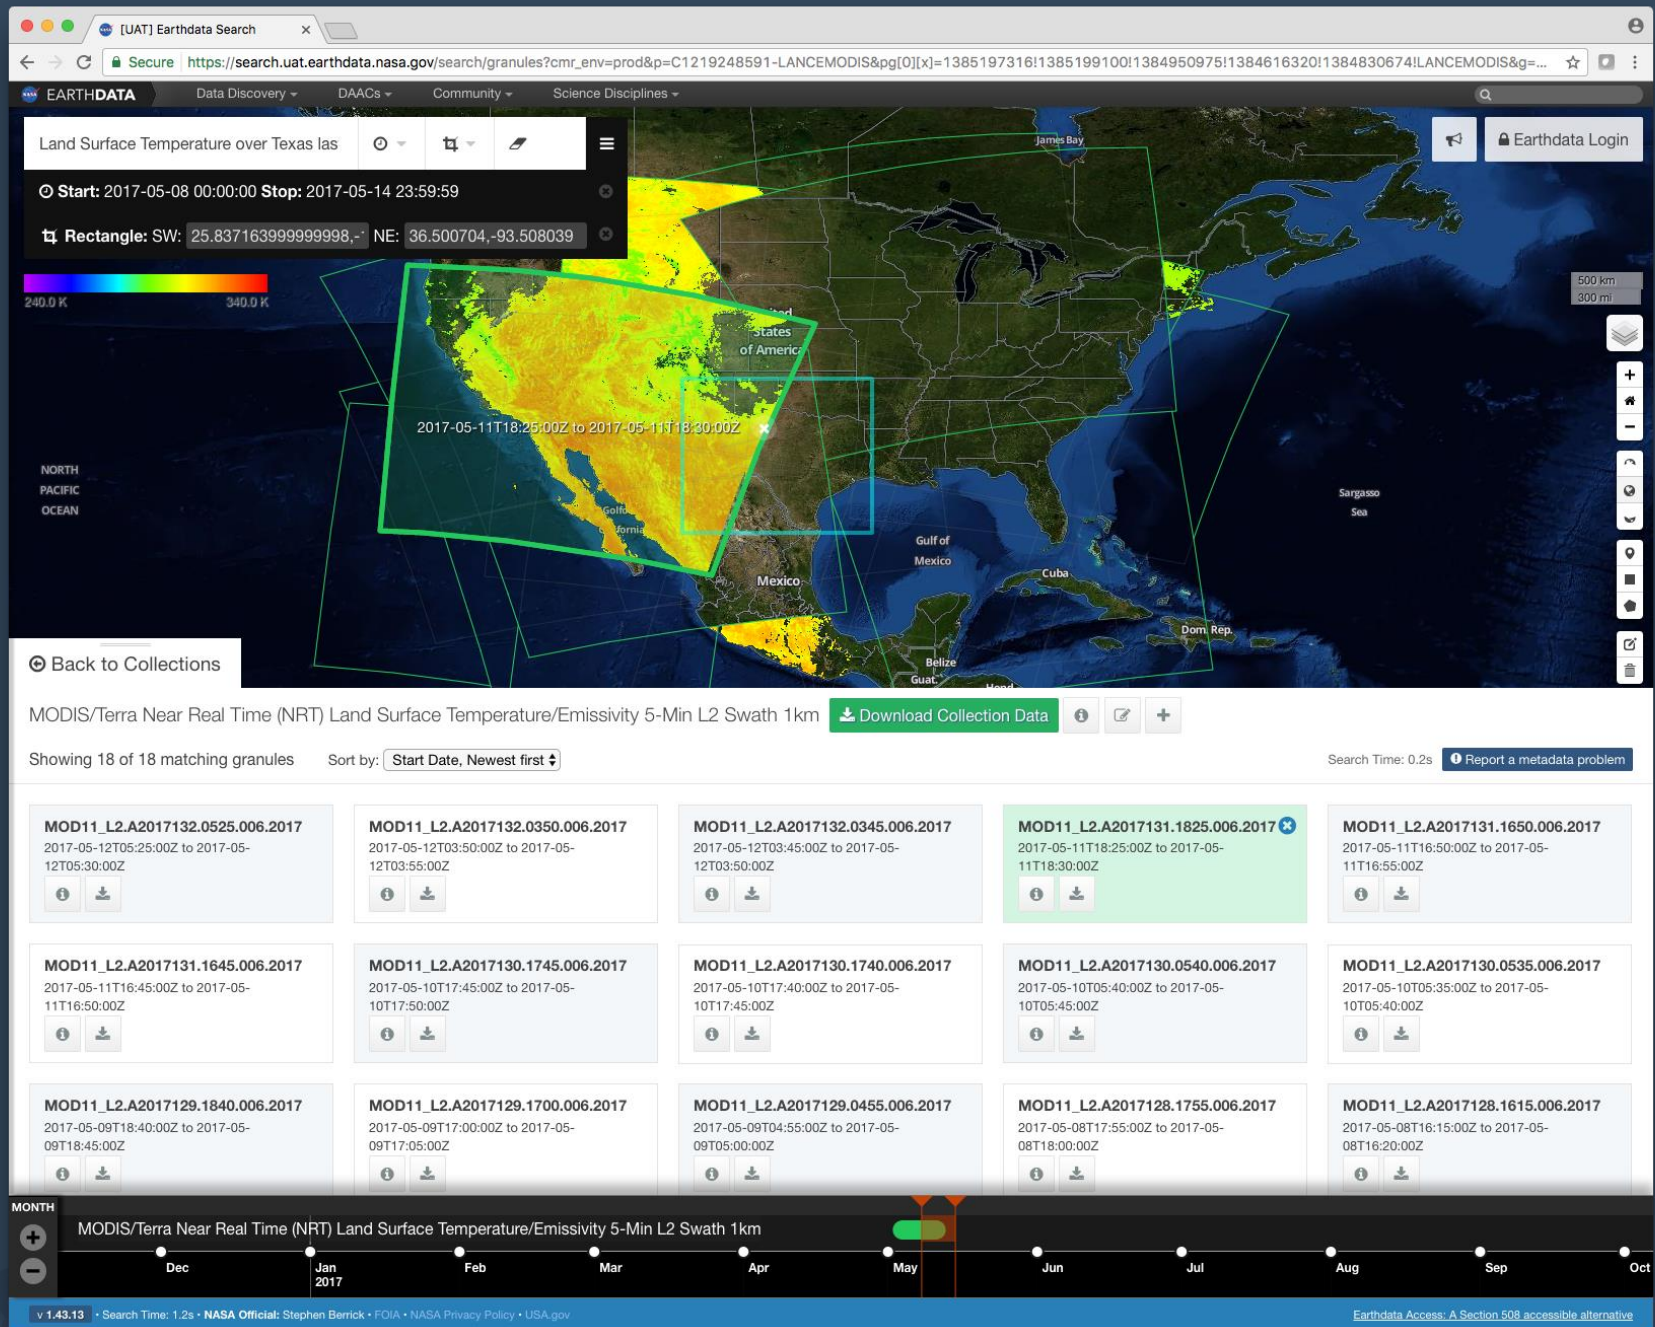 [UAT] Earthdata Search
Secure https://search.uat.earthdata.nasa.gov/search/granules?cmr_env=prod&p=C1219248591-LANCEMODIS&pg[0][x]=1385197316!1385199100!1384950975!1384616320!1384830674!LANCEMODIS&g=...
EARTHDATA Data Discovery DAACs Community Science Disciplines
Land Surface Temperature over Texas las
Earthdata Login
Start: 2017-05-08 00:00:00 Stop: 2017-05-14 23:59:59
Rectangle: SW: 25.837163999999998,- NE: 36.500704,-93.508039
240.0 K 340.0 K
500 km
300 mi
James Bay
States
of America
2017-05-11T18:25:00Z to 2017-05-11T18:30:00Z
NORTH
PACIFIC
OCEAN
Sargasso
Sea
Gulf of
Mexico
Mexico
Cuba
Dom. Rep.
Belize
Guat.
Back to Collections
MODIS/Terra Near Real Time (NRT) Land Surface Temperature/Emissivity 5-Min L2 Swath 1km Download Collection Data
Showing 18 of 18 matching granules Sort by: Start Date, Newest first Search Time: 0.2s Report a metadata problem
MOD11_L2.A2017132.0525.006.2017
2017-05-12T05:25:00Z to 2017-05-
12T05:30:00Z
MOD11_L2.A2017132.0350.006.2017
2017-05-12T03:50:00Z to 2017-05-
12T03:55:00Z
MOD11_L2.A2017132.0345.006.2017
2017-05-12T03:45:00Z to 2017-05-
12T03:50:00Z
MOD11_L2.A2017131.1825.006.2017
2017-05-11T18:25:00Z to 2017-05-
11T18:30:00Z
MOD11_L2.A2017131.1650.006.2017
2017-05-11T16:50:00Z to 2017-05-
11T16:55:00Z
MOD11_L2.A2017131.1645.006.2017
2017-05-11T16:45:00Z to 2017-05-
11T16:50:00Z
MOD11_L2.A2017130.1745.006.2017
2017-05-10T17:45:00Z to 2017-05-
10T17:50:00Z
MOD11_L2.A2017130.1740.006.2017
2017-05-10T17:40:00Z to 2017-05-
10T17:45:00Z
MOD11_L2.A2017130.0540.006.2017
2017-05-10T05:40:00Z to 2017-05-
10T05:45:00Z
MOD11_L2.A2017130.0535.006.2017
2017-05-10T05:35:00Z to 2017-05-
10T05:40:00Z
MOD11_L2.A2017129.1840.006.2017
2017-05-09T18:40:00Z to 2017-05-
09T18:45:00Z
MOD11_L2.A2017129.1700.006.2017
2017-05-09T17:00:00Z to 2017-05-
09T17:05:00Z
MOD11_L2.A2017129.0455.006.2017
2017-05-09T04:55:00Z to 2017-05-
09T05:00:00Z
MOD11_L2.A2017128.1755.006.2017
2017-05-08T17:55:00Z to 2017-05-
08T18:00:00Z
MOD11_L2.A2017128.1615.006.2017
2017-05-08T16:15:00Z to 2017-05-
08T16:20:00Z
MONTH
MODIS/Terra Near Real Time (NRT) Land Surface Temperature/Emissivity 5-Min L2 Swath 1km
Dec Jan Feb Mar Apr May Jun Jul Aug Sep Oct
2017
v 1.43.13 • Search Time: 1.2s • NASA Official: Stephen Berrick • FOIA • NASA Privacy Policy • USA.gov
Earthdata Access: A Section 508 accessible alternative